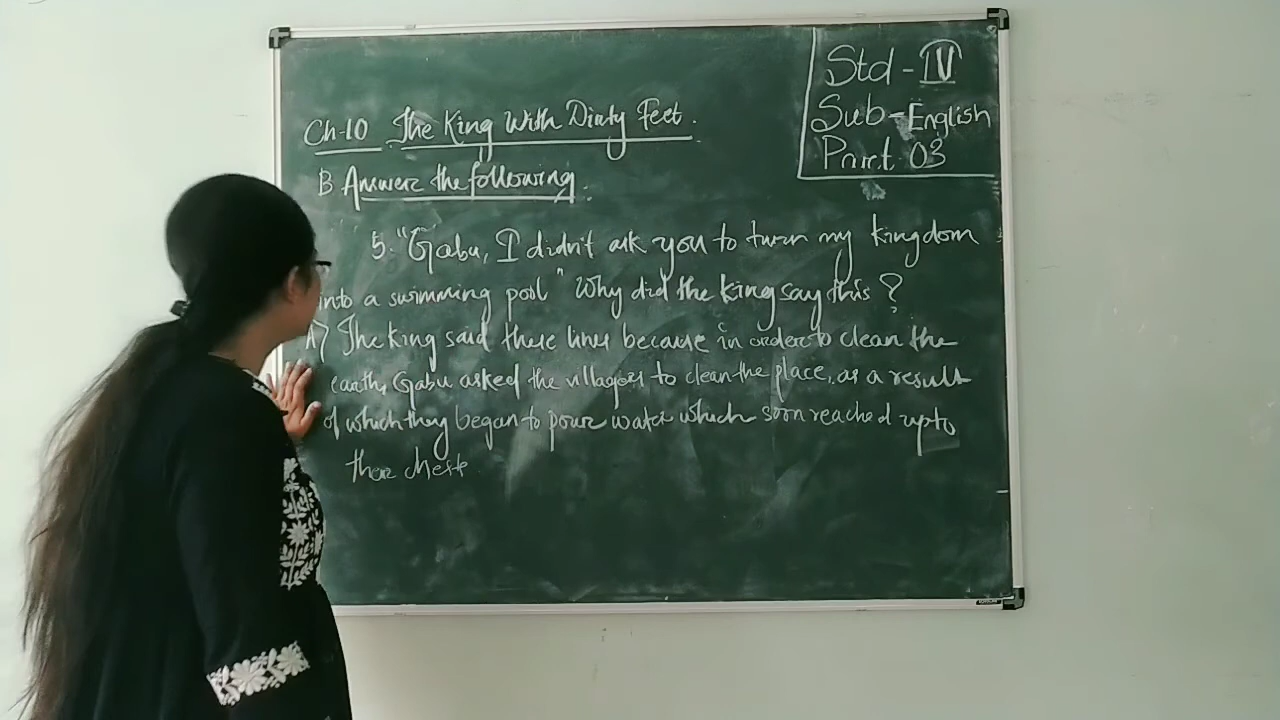 Std - IV
Sub - English
Part. 03
Ch-10 The King With Dirty Feet.
B Answer the following.
5. "Gabu, I didn't ask you to turn my kingdom
into a swimming pool" Why did the king say this?
A) The King said these lines because in order to clean the
earth, Gabu asked the villagers to clean the place, as a result
of which they began to pour water which soon reached upto
their chests